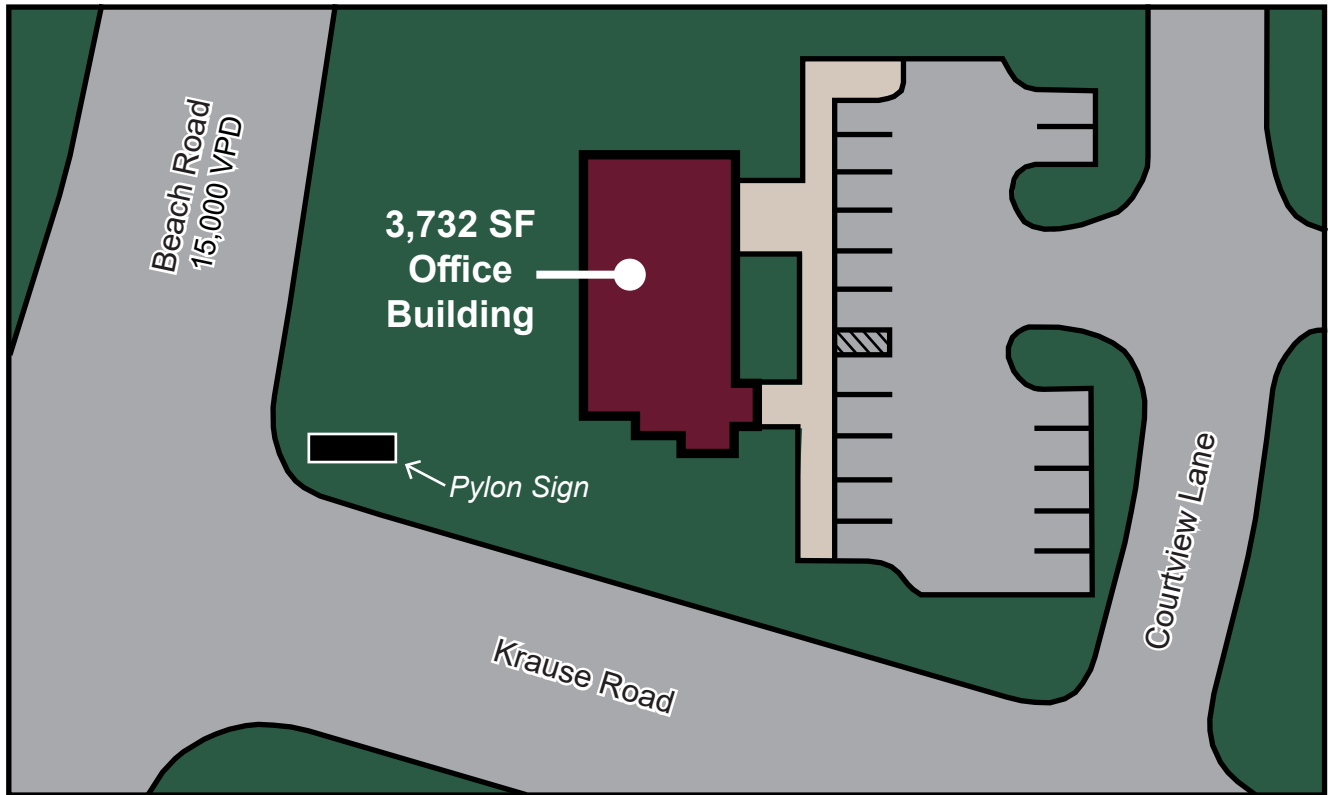 Beach Road
15,000 VPD
3,732 SF
Office
Building
Pylon Sign
Krause Road
Courtview Lane